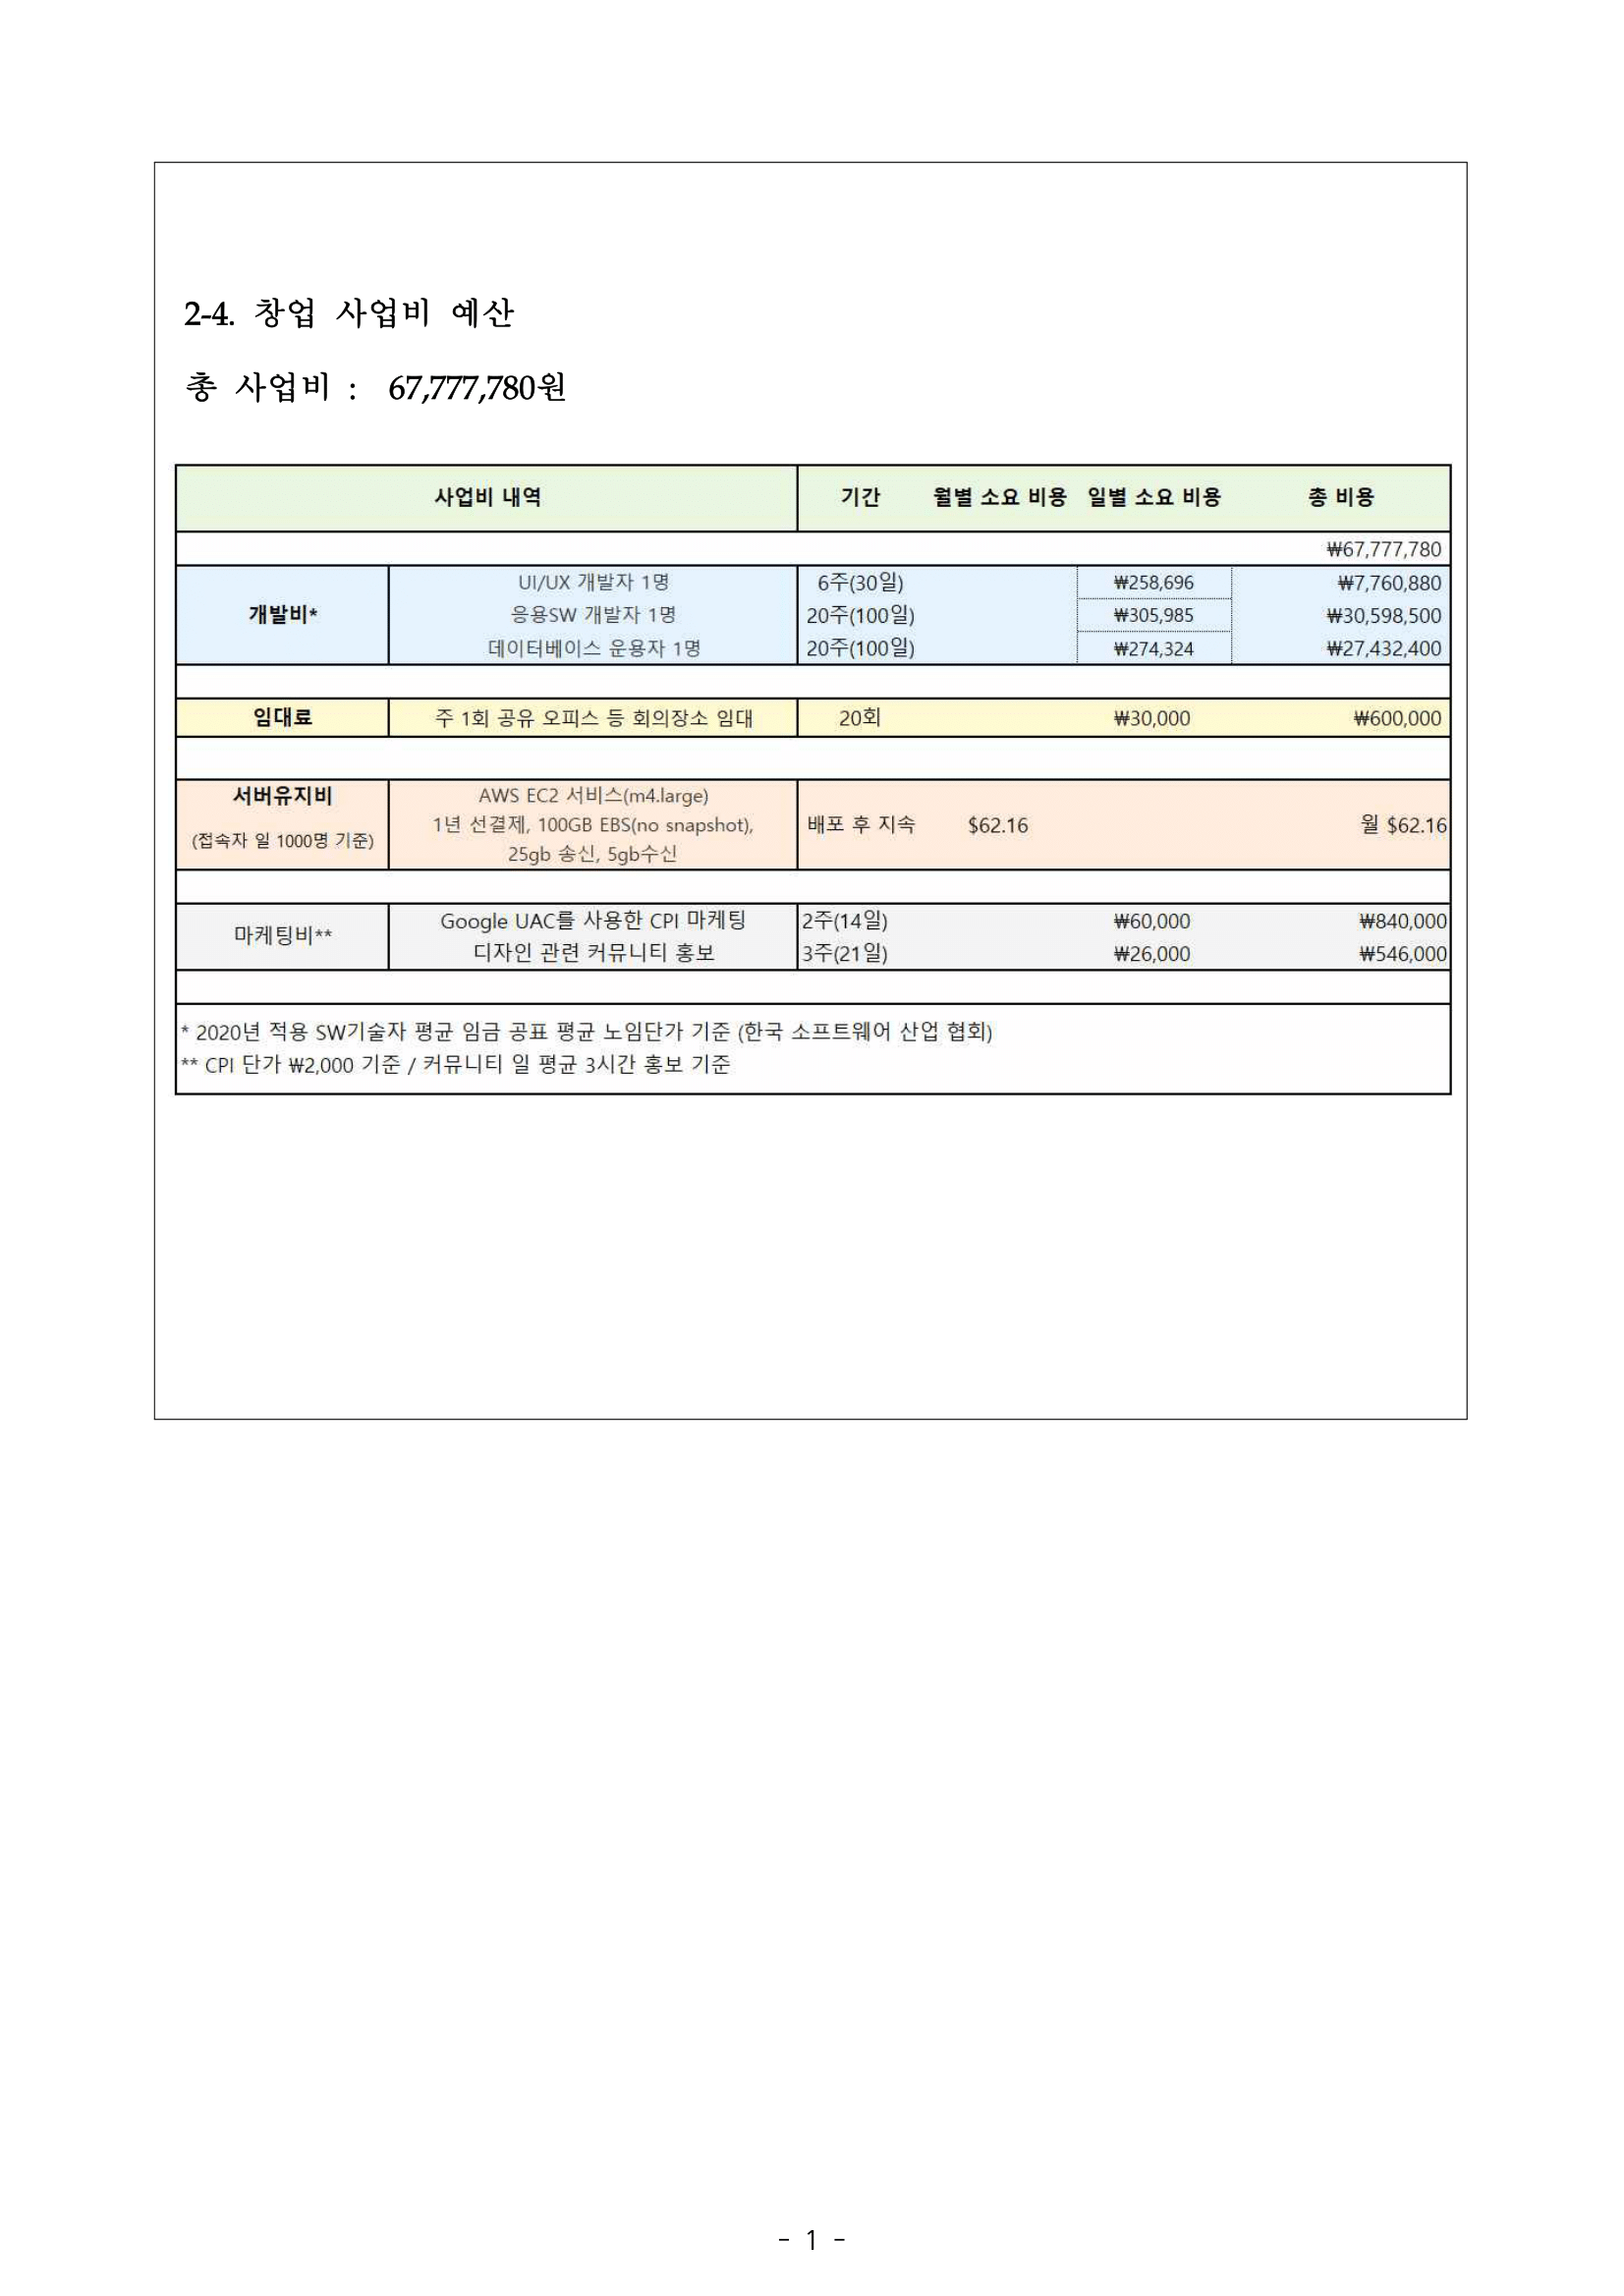 2-4. 창업 사업비 예산
총 사업비 : 67,777,780원
사업비 내역 기간 월별 소요 비용 일별 소요 비용 총 비용
₩67,777,780
개발비* UI/UX 개발자 1명 6주(30일) ₩258,696 ₩7,760,880
응용SW 개발자 1명 20주(100일) ₩305,985 ₩30,598,500
데이터베이스 운용자 1명 20주(100일) ₩274,324 ₩27,432,400
임대료 주 1회 공유 오피스 등 회의장소 임대 20회 ₩30,000 ₩600,000
서버유지비
(접속자 일 1000명 기준)
AWS EC2 서비스(m4.large)
1년 선결제, 100GB EBS(no snapshot),
25gb 송신, 5gb수신
배포 후 지속 $62.16 월 $62.16
마케팅비** Google UAC를 사용한 CPI 마케팅 2주(14일) ₩60,000 ₩840,000
디자인 관련 커뮤니티 홍보 3주(21일) ₩26,000 ₩546,000
* 2020년 적용 SW기술자 평균 임금 공표 평균 노임단가 기준 (한국 소프트웨어 산업 협회)
** CPI 단가 ₩2,000 기준 / 커뮤니티 일 평균 3시간 홍보 기준
- 1 -